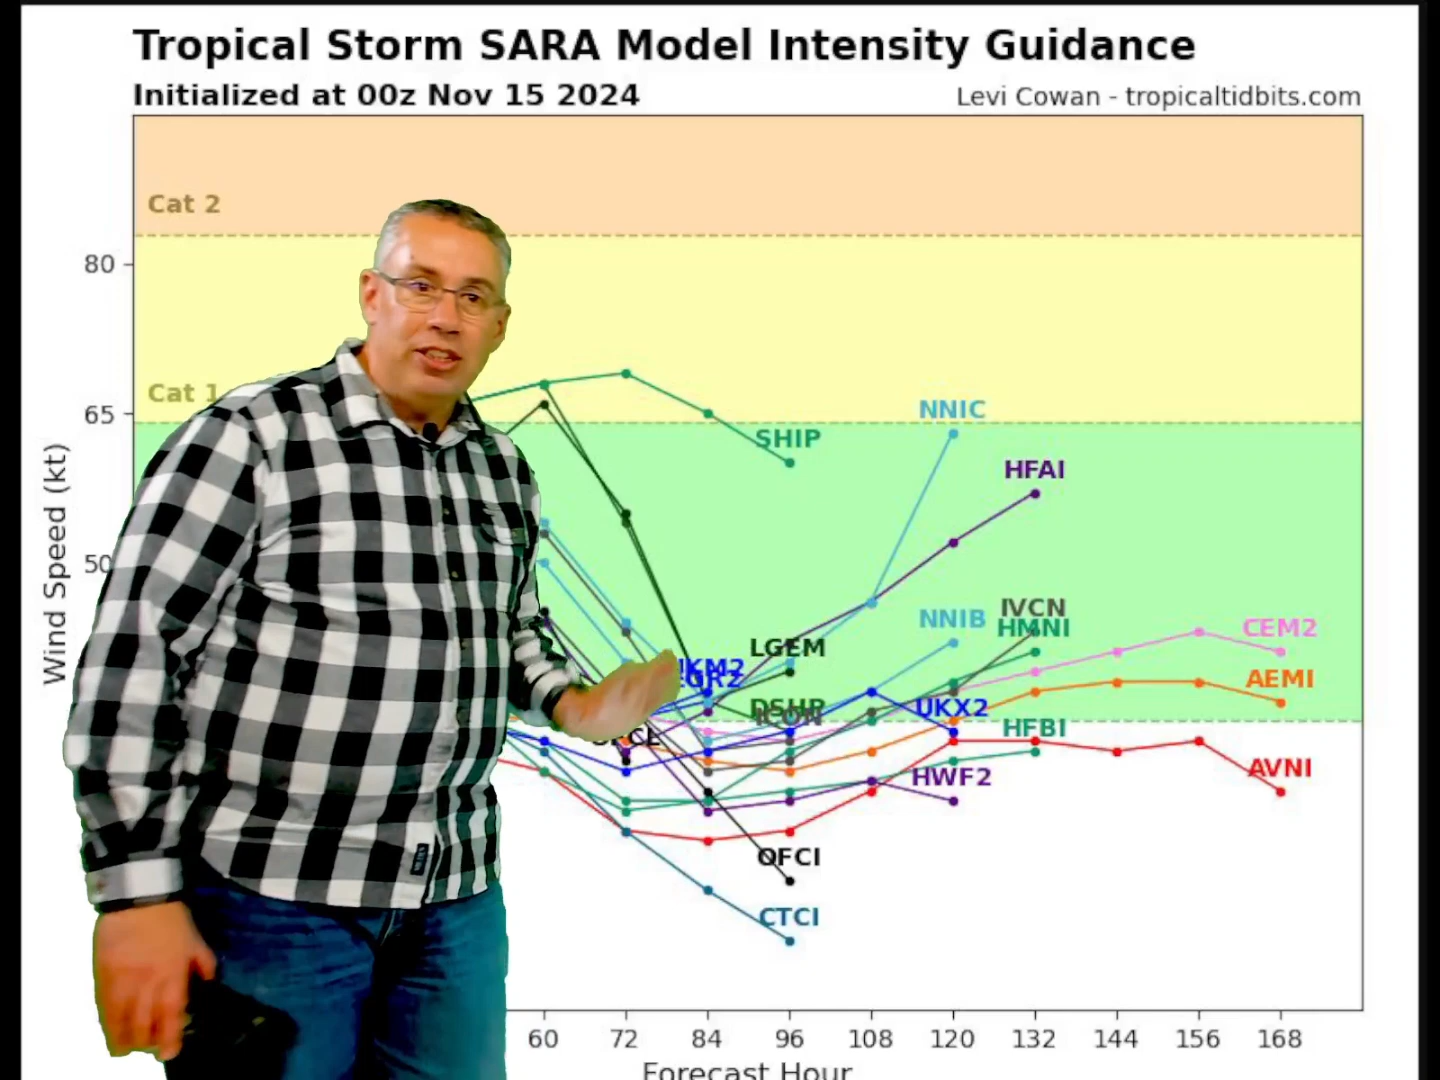 Tropical Storm SARA Model Intensity Guidance
Initialized at 00z Nov 15 2024
Levi Cowan - tropicaltidbits.com
Cat 2
80
Cat 1
65
NNIC
SHIP
HFAI
Wind Speed (kt)
50
IVCN
NNIB
HMNI
CEM2
LGEM
AEMI
DSHP
ICON
UKX2
HFBI
AVNI
HWF2
OFCI
CTCI
60 72 84 96 108 120 132 144 156 168
Forecast Hour